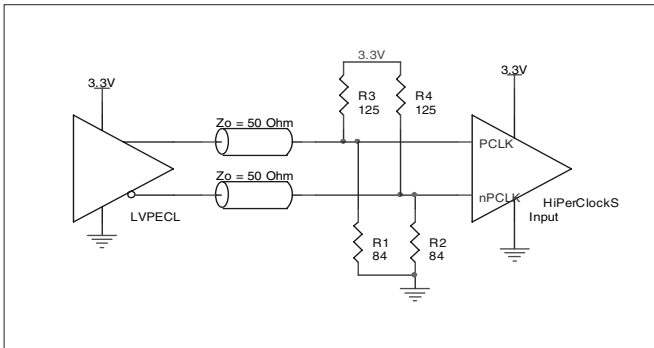 3.3V
3.3V
3.3V
R3
125
R4
125
Zo = 50 Ohm
PCLK
Zo = 50 Ohm
nPCLK
HiPerClockS
Input
LVPECL
R1
84
R2
84